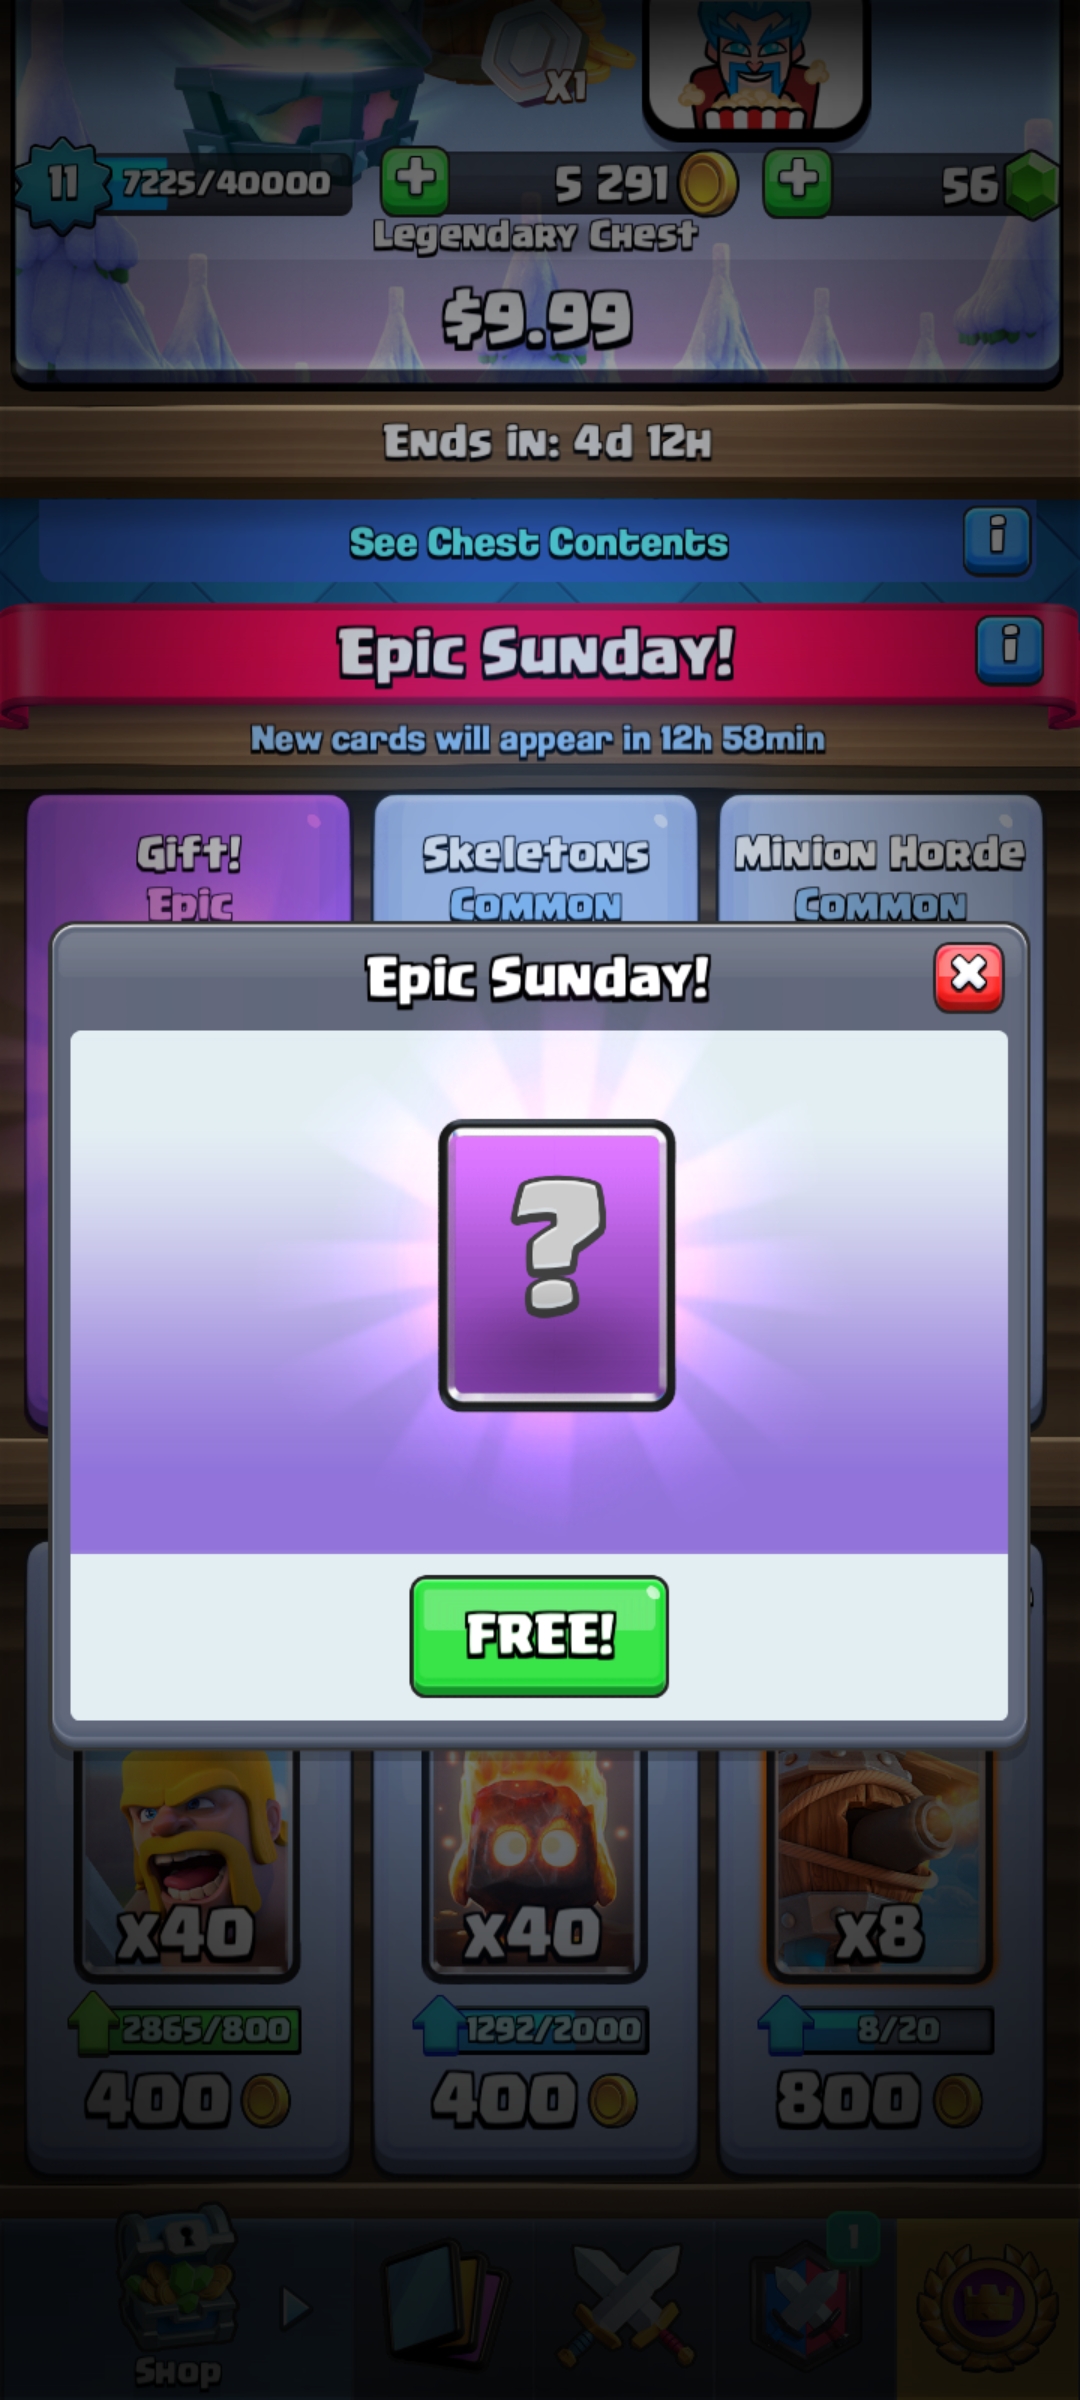 X1
11
7225/40000
5 291
56
Legendary Chest
$9.99
Ends in: 4d 12h
See Chest Contents
i
Epic Sunday!
i
New cards will appear in 12h 58min
Gift!
Epic
Skeletons
Common
Minion Horde
Common
Epic Sunday!
?
FREE!
x40
x40
x8
2865/800
1292/2000
8/20
400
400
800
1
Shop